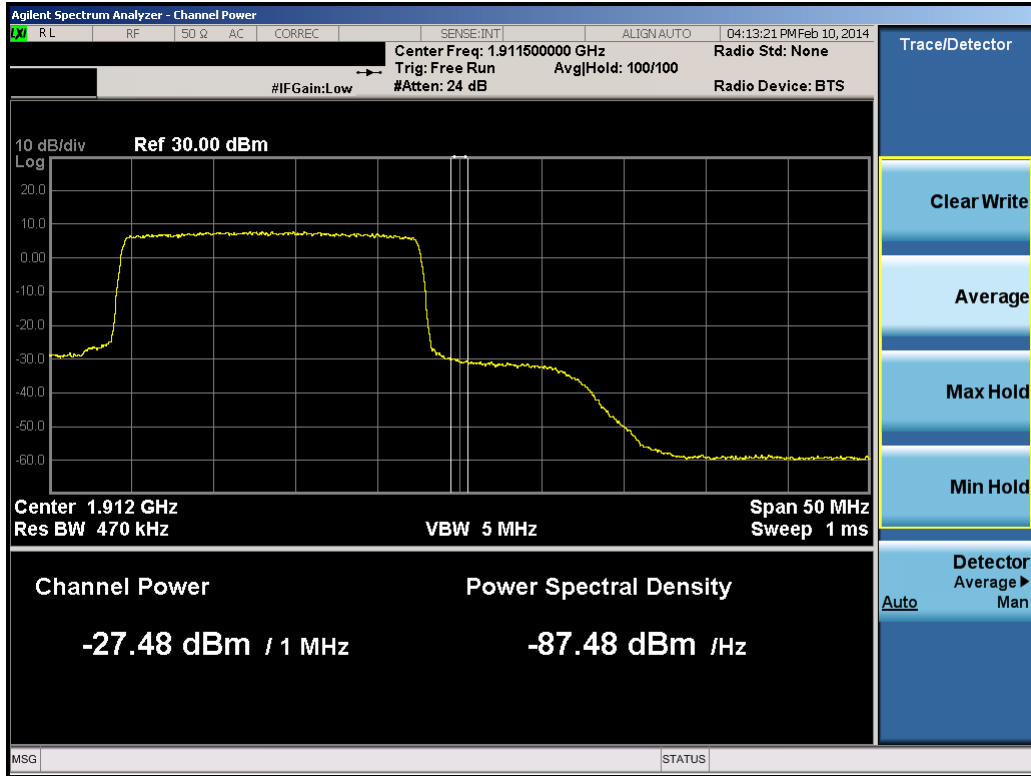 Agilent Spectrum Analyzer - Channel Power
LXI RL RF 50 Ω AC CORREC SENSE:INT ALIGN AUTO 04:13:21 PM Feb 10, 2014
Center Freq: 1.911500000 GHz Radio Std: None
Trig: Free Run Avg|Hold: 100/100
#IFGain:Low #Atten: 24 dB Radio Device: BTS
Trace/Detector
10 dB/div Ref 30.00 dBm
Log
20.0
10.0
0.00
-10.0
-20.0
-30.0
-40.0
-50.0
-60.0
Center 1.912 GHz Span 50 MHz
Res BW 470 kHz VBW 5 MHz Sweep 1 ms
Channel Power Power Spectral Density
-27.48 dBm / 1 MHz -87.48 dBm /Hz
Clear Write
Average
Max Hold
Min Hold
Detector
Average▶
Auto Man
MSG STATUS